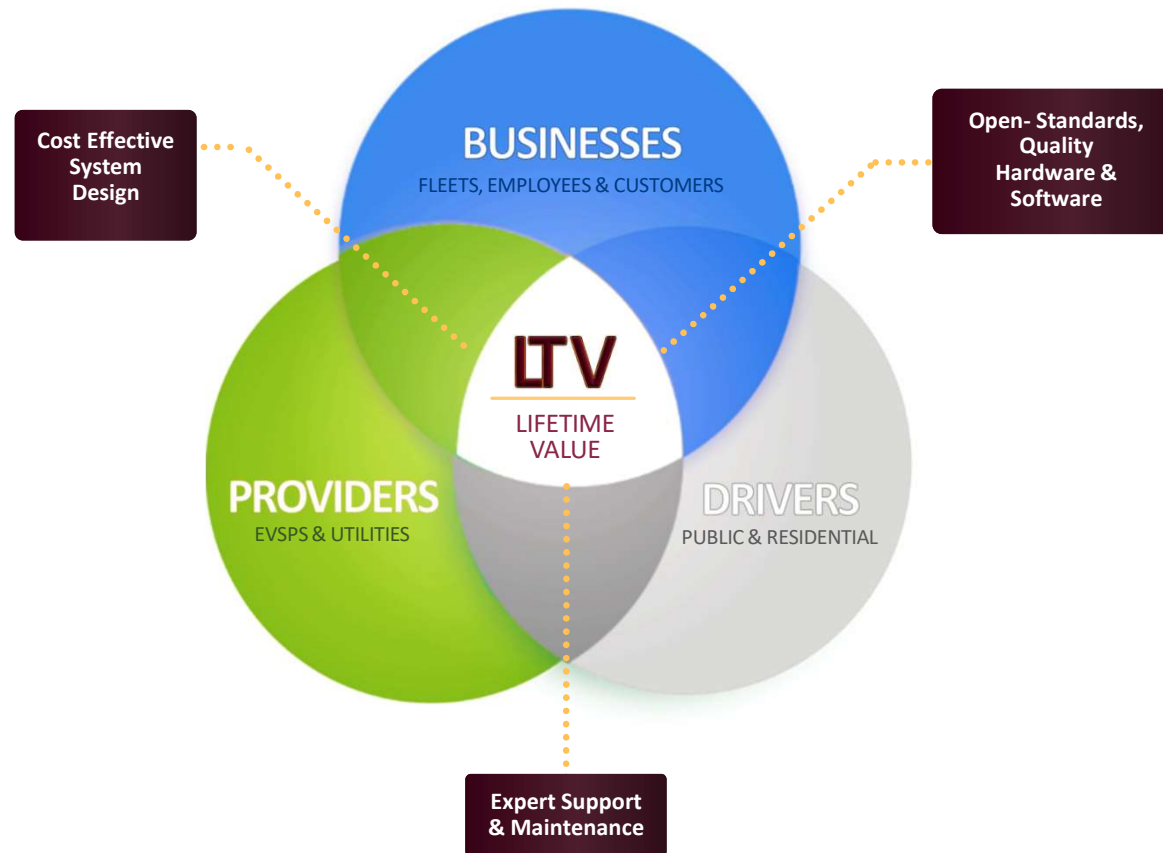 BUSINESSES
FLEETS, EMPLOYEES & CUSTOMERS
Cost Effective
System
Design
Open- Standards,
Quality
Hardware &
Software
LTV
LIFETIME
VALUE
PROVIDERS
EVSPS & UTILITIES
DRIVERS
PUBLIC & RESIDENTIAL
Expert Support
& Maintenance